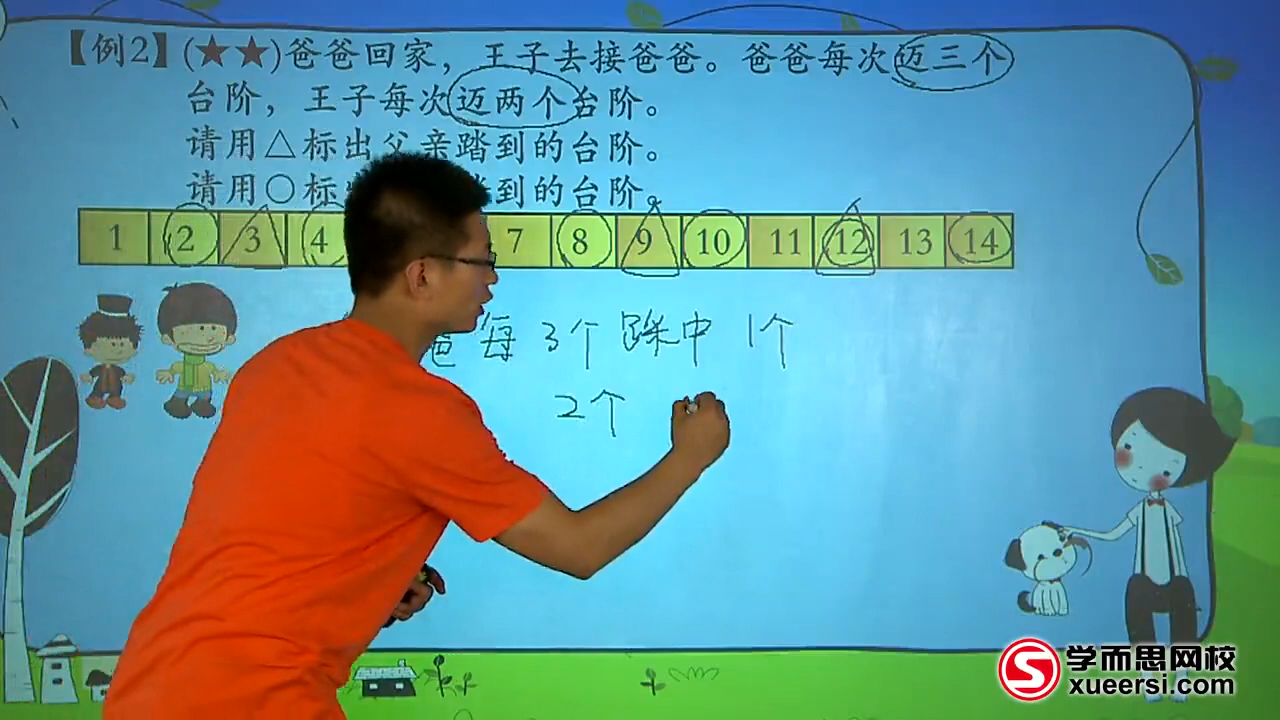 【例2】(★★)爸爸回家，王子去接爸爸。爸爸每次迈三个
台阶，王子每次迈两个台阶。
请用△标出父亲踏到的台阶。
请用○标 踏到的台阶。
1 2 3 4 7 8 9 10 11 12 13 14
爸每3个踩中1个
2个
学而思网校
xueersi.com